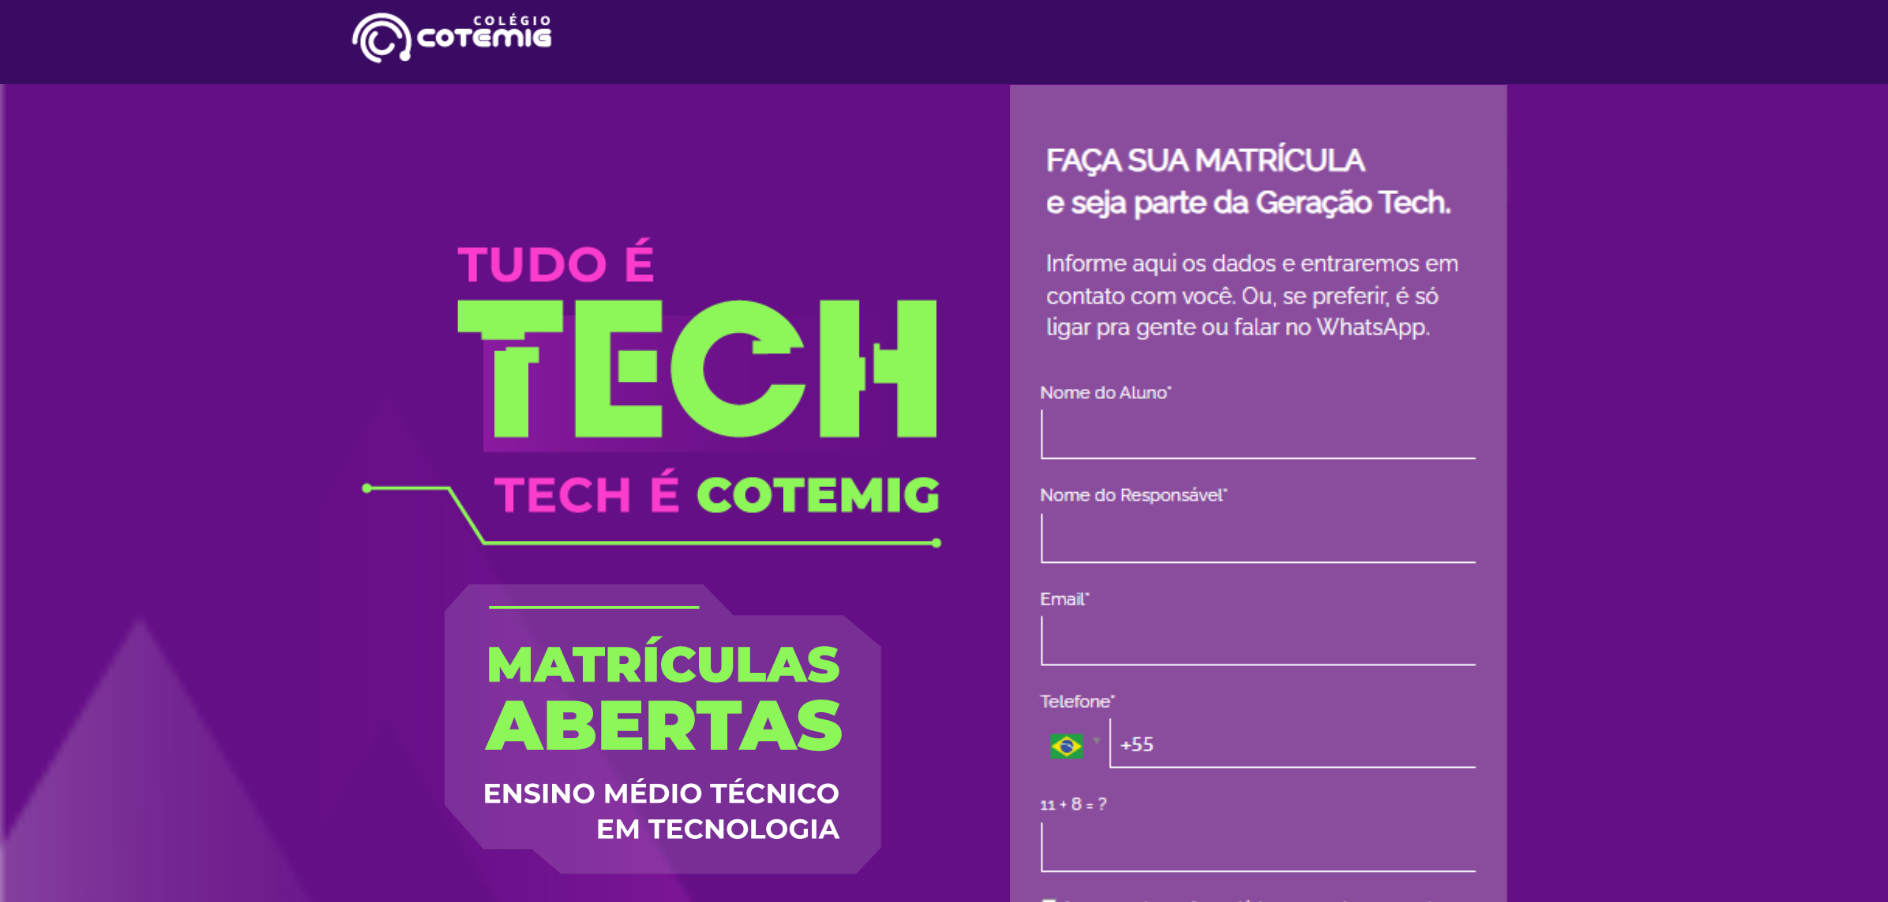 COLÉGIO
COTEMIG
TUDO É
TECH
TECH É COTEMIG
MATRÍCULAS
ABERTAS
ENSINO MÉDIO TÉCNICO
EM TECNOLOGIA
FAÇA SUA MATRÍCULA
e seja parte da Geração Tech.
Informe aqui os dados e entraremos em
contato com você. Ou, se preferir, é só
ligar pra gente ou falar no WhatsApp.
Nome do Aluno*
Nome do Responsável*
Email*
Telefone*
+55
11 + 8 = ?